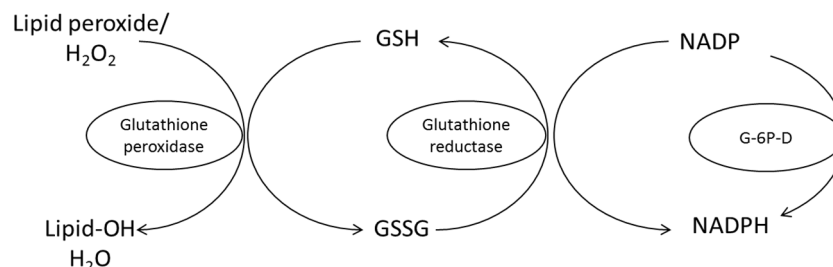 Lipid peroxide/
H₂O₂
GSH
NADP
Glutathione
peroxidase
Glutathione
reductase
G-6P-D
Lipid-OH
H₂O
GSSG
NADPH